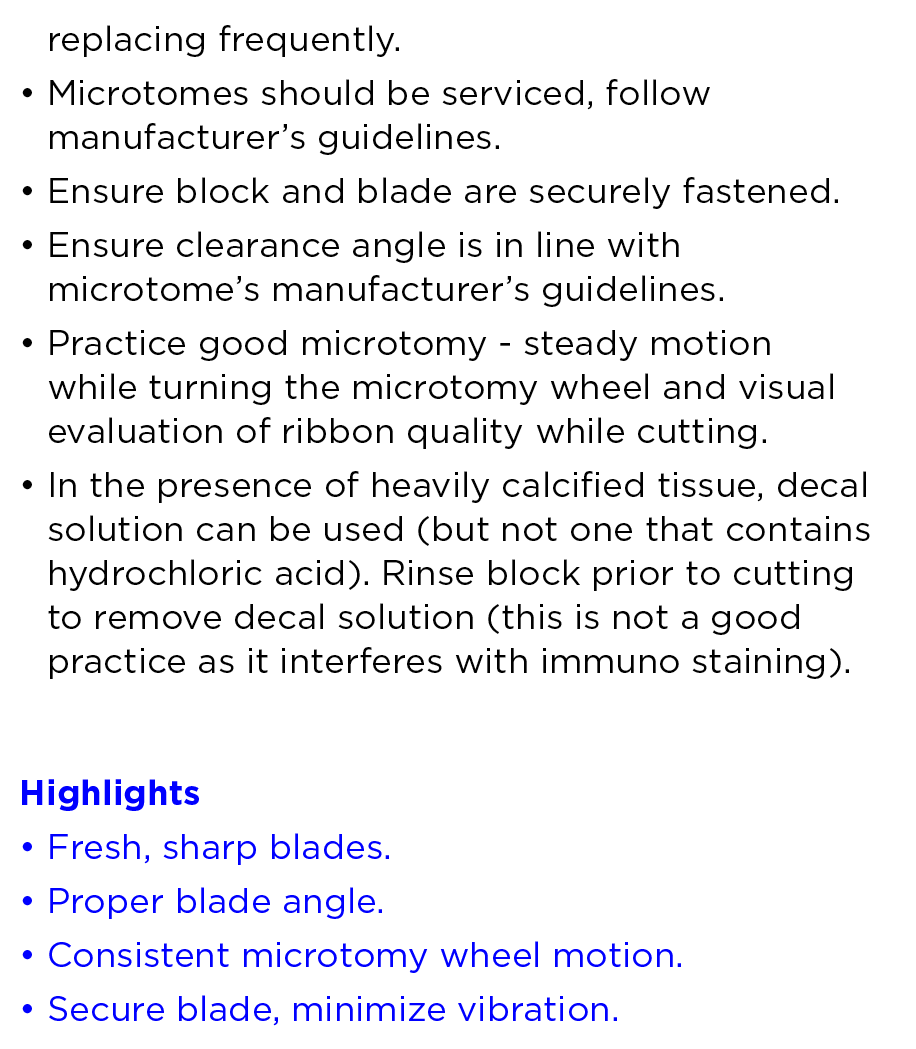 replacing frequently.
• Microtomes should be serviced, follow
manufacturer’s guidelines.
• Ensure block and blade are securely fastened.
• Ensure clearance angle is in line with
microtome’s manufacturer’s guidelines.
• Practice good microtomy - steady motion
while turning the microtomy wheel and visual
evaluation of ribbon quality while cutting.
• In the presence of heavily calcified tissue, decal
solution can be used (but not one that contains
hydrochloric acid). Rinse block prior to cutting
to remove decal solution (this is not a good
practice as it interferes with immuno staining).
Highlights
• Fresh, sharp blades.
• Proper blade angle.
• Consistent microtomy wheel motion.
• Secure blade, minimize vibration.